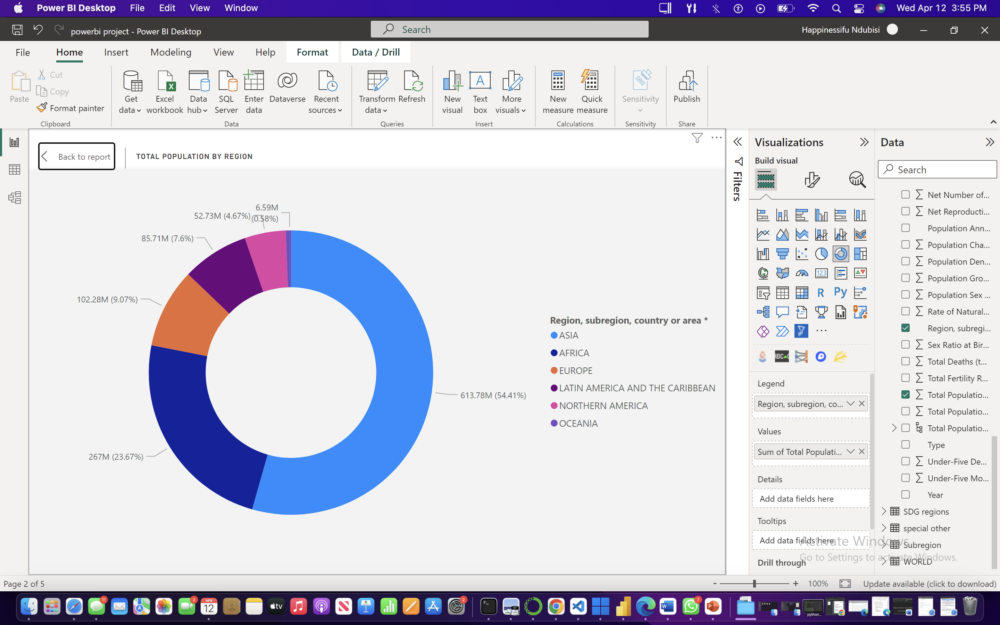 Power BI Desktop File Edit View Window Wed Apr 12 3:55 PM
powerbi project - Power BI Desktop Search Happinessifu Ndubisi
File Home Insert Modeling View Help Format Data / Drill
Paste
Cut
Copy
Format painter
Clipboard
Get data
Excel workbook
Data hub
SQL Server
Enter data
Dataverse
Recent sources
Data
Transform data
Refresh
Queries
New visual
Text box
More visuals
Insert
New measure
Quick measure
Calculations
Sensitivity
Sensitivity
Publish
Share
Back to report
TOTAL POPULATION BY REGION
6.59M
(0.58%)
52.73M (4.67%)
85.71M (7.6%)
102.28M (9.07%)
267M (23.67%)
613.78M (54.41%)
Region, subregion, country or area *
ASIA
AFRICA
EUROPE
LATIN AMERICA AND THE CARIBBEAN
NORTHERN AMERICA
OCEANIA
Filters
Visualizations
Build visual
123
R Py
ABC
Legend
Region, subregion, co...
Values
Sum of Total Populati...
Details
Add data fields here
Tooltips
Add data fields here
Drill through
Data
Search
Net Number of...
Net Reproducti...
Population Ann...
Population Cha...
Population Den...
Population Gro...
Population Sex ...
Rate of Natural...
Region, subregi...
Sex Ratio at Bir...
Total Deaths (t...
Total Fertility R...
Total Populatio...
Total Populatio...
Total Populatio...
Type
Under-Five De...
Under-Five Mo...
Year
SDG regions
special other
Subregion
WORLD
Activate Windows
Go to Settings to activate Windows.
Page 2 of 5
- + 100% Update available (click to download)
11 2 APR 12 tv 2 7
python...